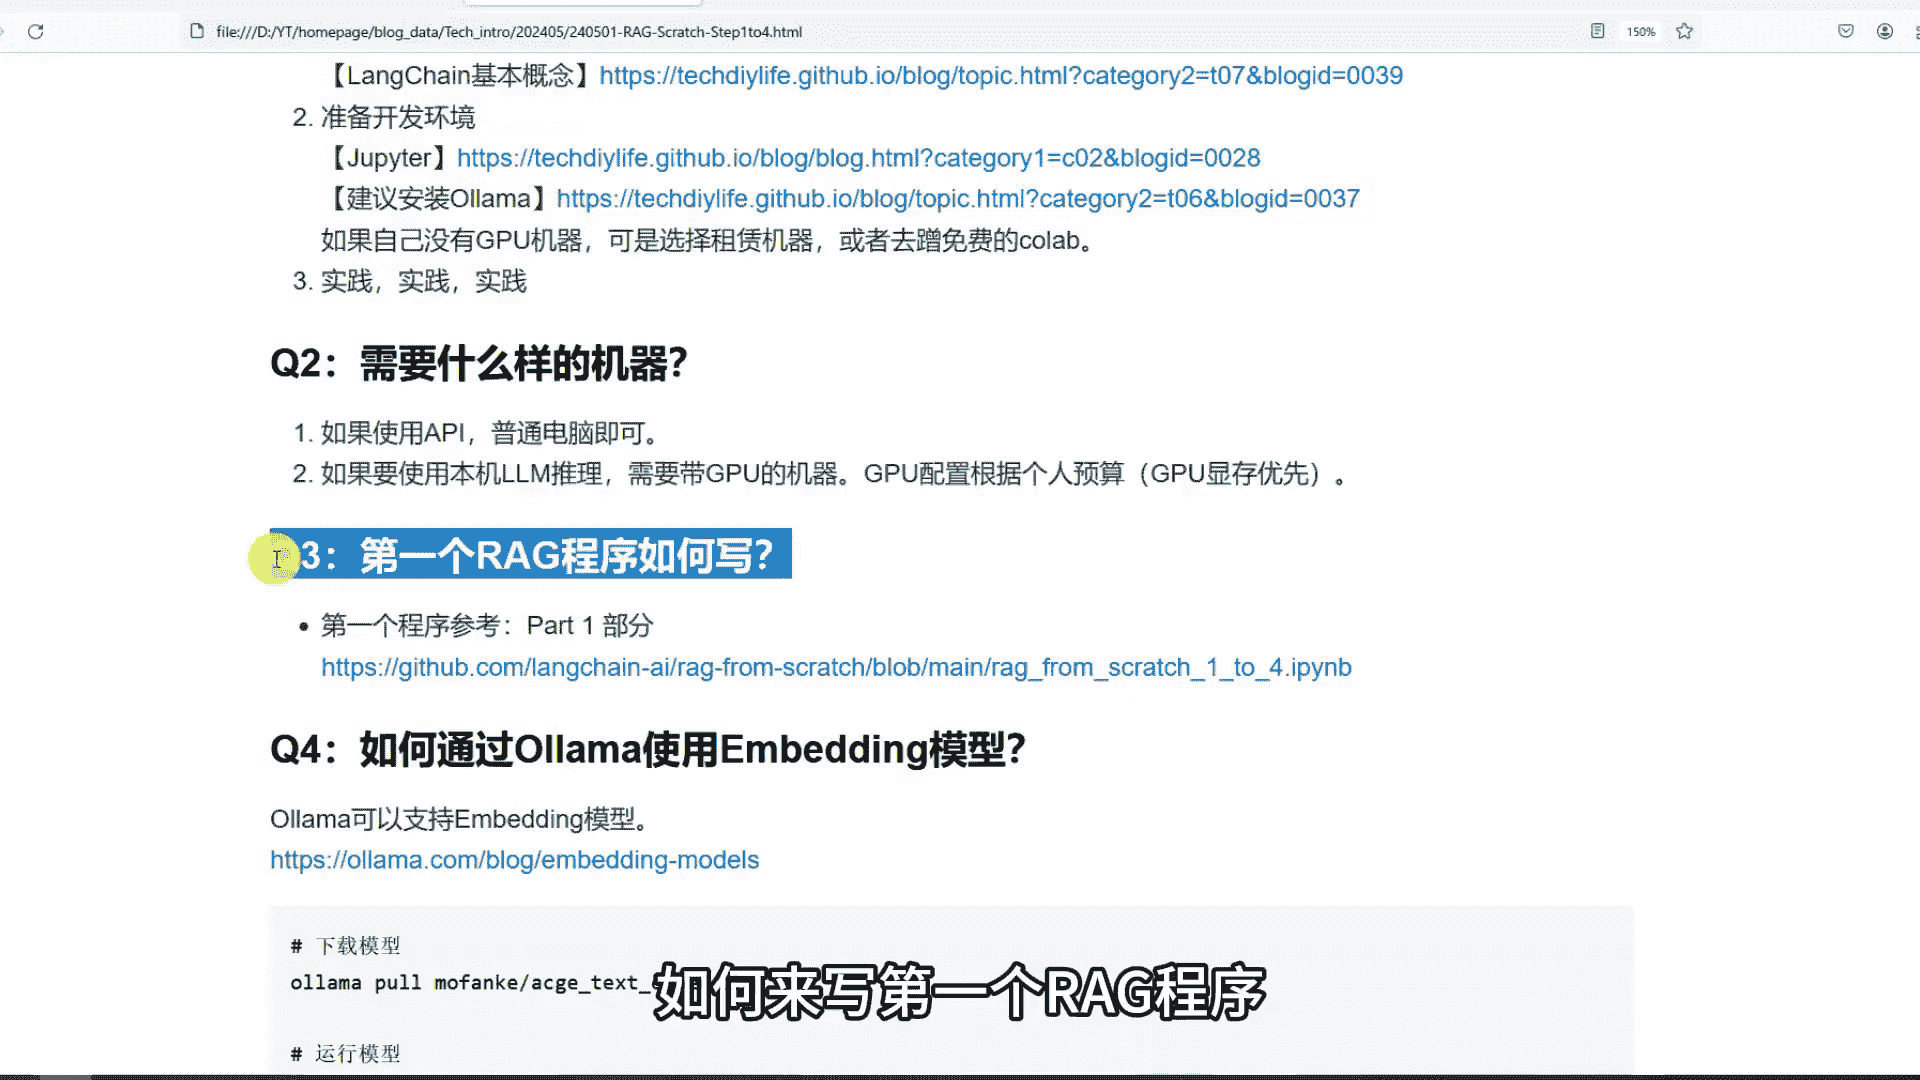 file:///D:/YT/homepage/blog_data/Tech_intro/202405/240501-RAG-Scratch-Step1to4.html
150%
【LangChain基本概念】https://techdiylife.github.io/blog/topic.html?category2=t07&blogid=0039
2. 准备开发环境
【Jupyter】https://techdiylife.github.io/blog/blog.html?category1=c02&blogid=0028
【建议安装Ollama】https://techdiylife.github.io/blog/topic.html?category2=t06&blogid=0037
如果自己没有GPU机器，可是选择租赁机器，或者去蹭免费的colab。
3. 实践，实践，实践
Q2：需要什么样的机器？
1. 如果使用API，普通电脑即可。
2. 如果要使用本机LLM推理，需要带GPU的机器。GPU配置根据个人预算（GPU显存优先）。
3：第一个RAG程序如何写？
• 第一个程序参考：Part 1 部分
https://github.com/langchain-ai/rag-from-scratch/blob/main/rag_from_scratch_1_to_4.ipynb
Q4：如何通过Ollama使用Embedding模型？
Ollama可以支持Embedding模型。
https://ollama.com/blog/embedding-models
# 下载模型
ollama pull mofanke/acge_text_
如何来写第一个RAG程序
# 运行模型